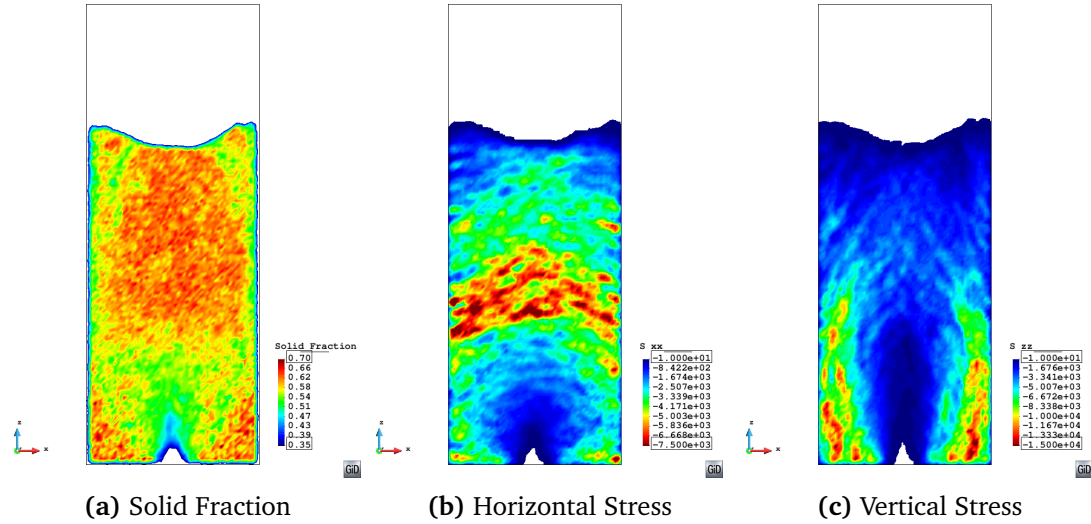 Solid Fraction
0.70
0.66
0.62
0.58
0.54
0.51
0.47
0.43
0.39
0.35
z
x
GiD
(a) Solid Fraction
S xx
-1.000e+01
-8.422e+02
-1.674e+03
-2.507e+03
-3.339e+03
-4.171e+03
-5.003e+03
-5.836e+03
-6.668e+03
-7.500e+03
z
x
GiD
(b) Horizontal Stress
S zz
-1.000e+01
-1.676e+03
-3.341e+03
-5.007e+03
-6.672e+03
-8.338e+03
-1.000e+04
-1.167e+04
-1.333e+04
-1.500e+04
z
x
GiD
(c) Vertical Stress